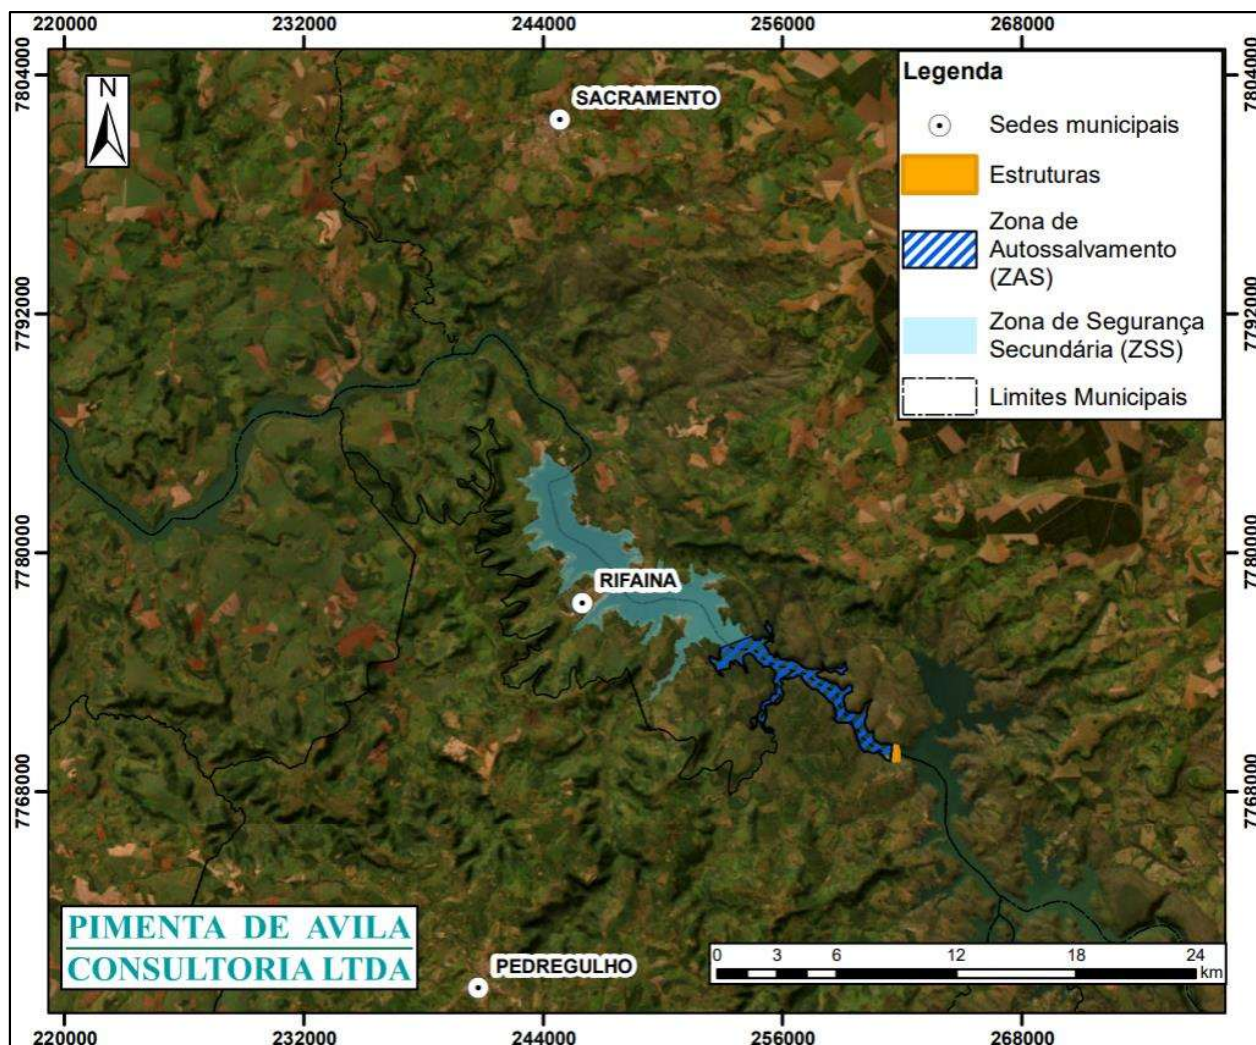 220000 232000 244000 256000 268000
7804000
7804000
N
SACRAMENTO
Legenda
Sedes municipais
Estruturas
Zona de
Autossalvamento
(ZAS)
Zona de Segurança
Secundária (ZSS)
Limites Municipais
7792000
7792000
7780000
7780000
RIFAINA
7768000
7768000
PIMENTA DE AVILA
CONSULTORIA LTDA
PEDREGULHO
0 3 6 12 18 24
km
220000 232000 244000 256000 268000